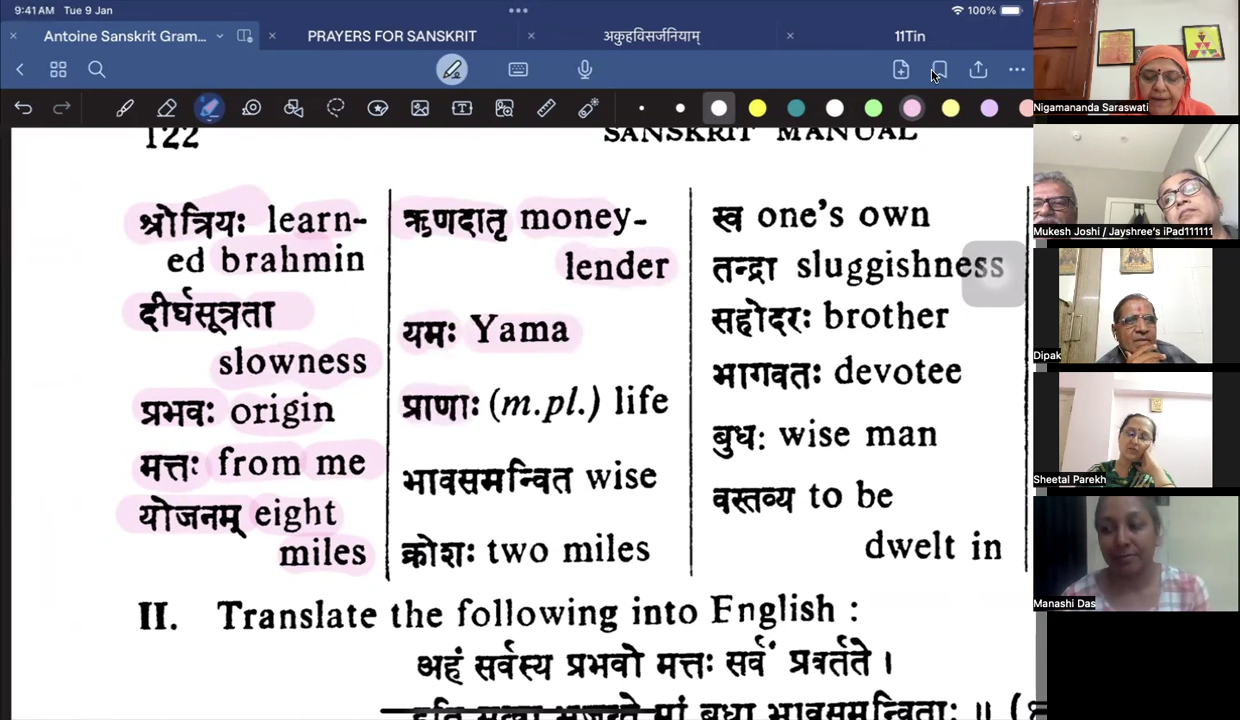 9:41 AM Tue 9 Jan
100%
Antoine Sanskrit Gram...
PRAYERS FOR SANSKRIT
अकुहविसर्जनियाम्
11Tin
122
SANSKRIT MANUAL
श्रोत्रियः learn-
ed brahmin
दीर्घसूत्रता
slowness
प्रभवः origin
मत्तः from me
योजनम् eight
miles
ऋणदातृ money-
lender
यमः Yama
प्राणाः (m.pl.) life
भावसमन्वित wise
क्रोशः two miles
स्व one's own
तन्द्रा sluggishness
सहोदरः brother
भागवतः devotee
बुधः wise man
वस्तव्य to be
dwelt in
II. Translate the following into English :
अहं सर्वस्य प्रभवो मत्तः सर्वं प्रवर्तते ।
मां बुधा भावसमन्विताः ॥
Nigamananda Saraswati
Mukesh Joshi / Jayshree's iPad111111
Dipak
Sheetal Parekh
Manashi Das